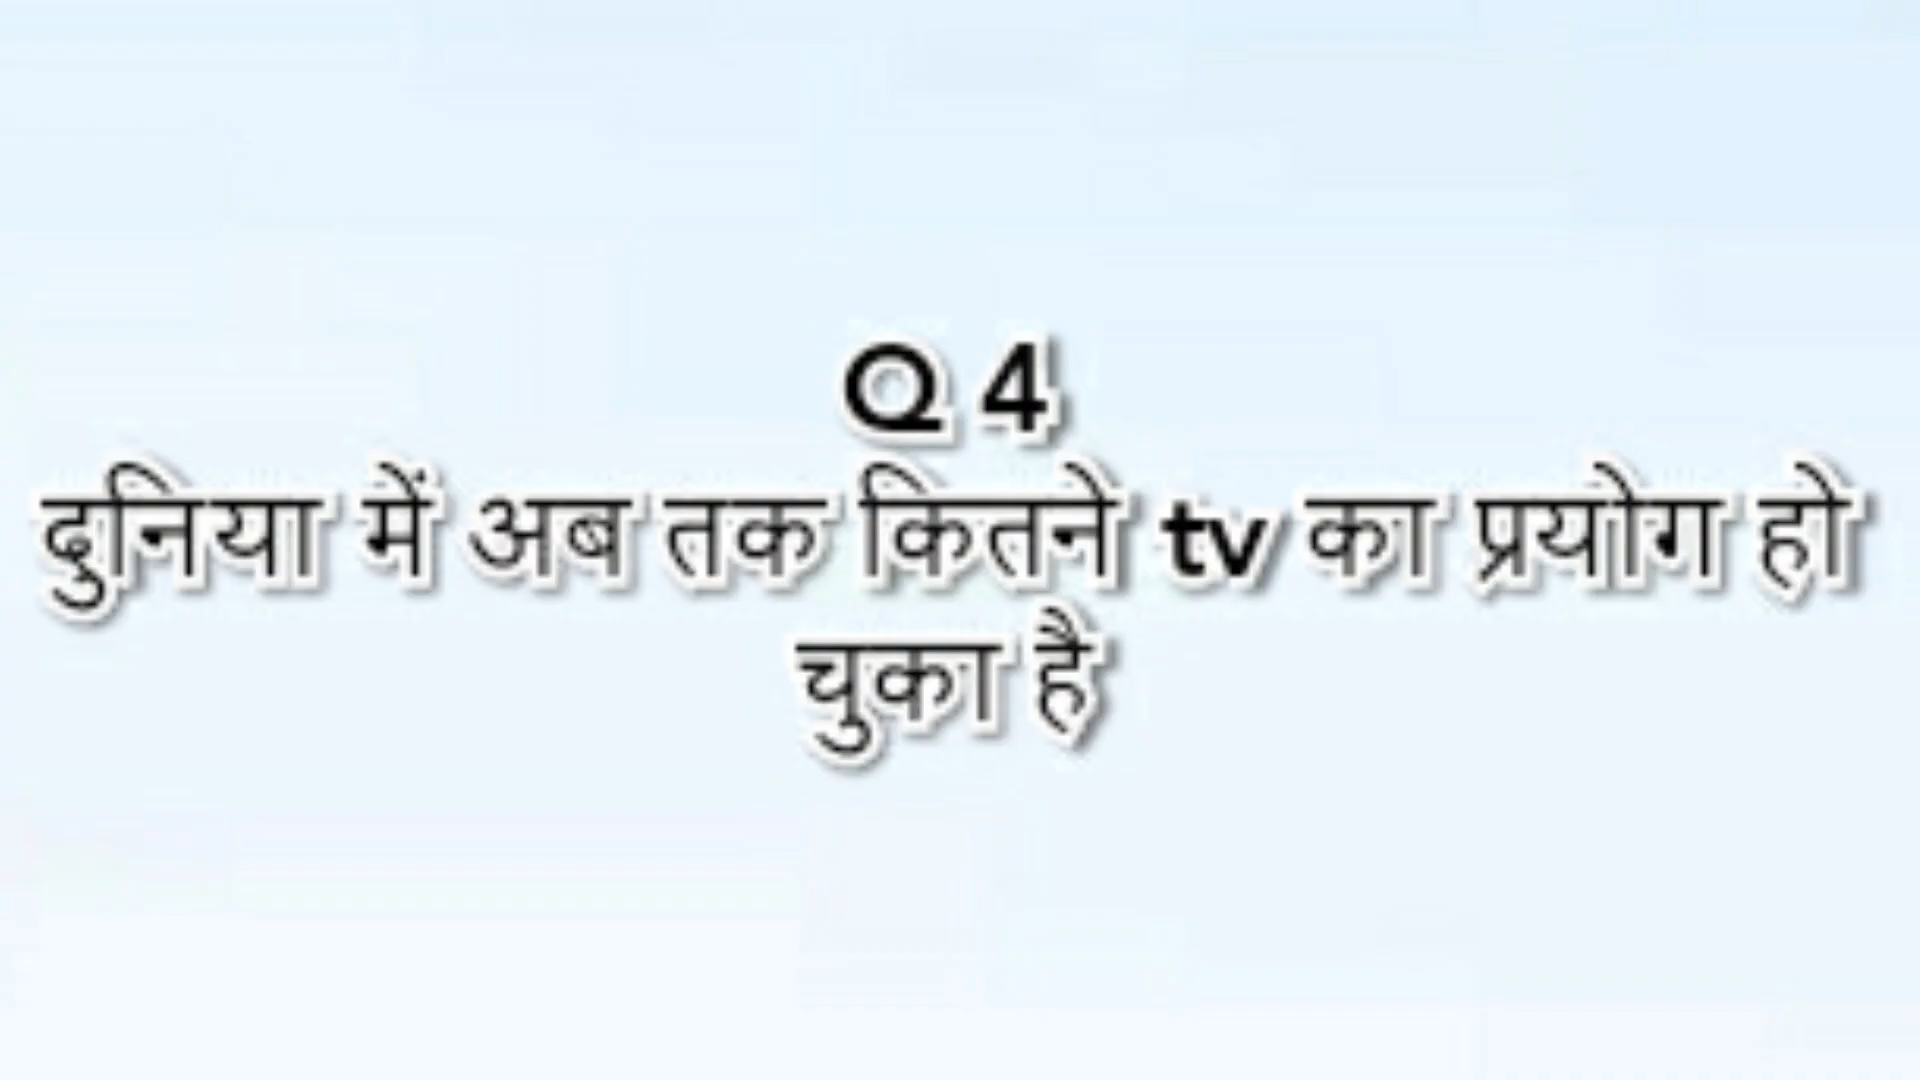 Q 4
दुनिया में अब तक कितने tv का प्रयोग हो
चुका है